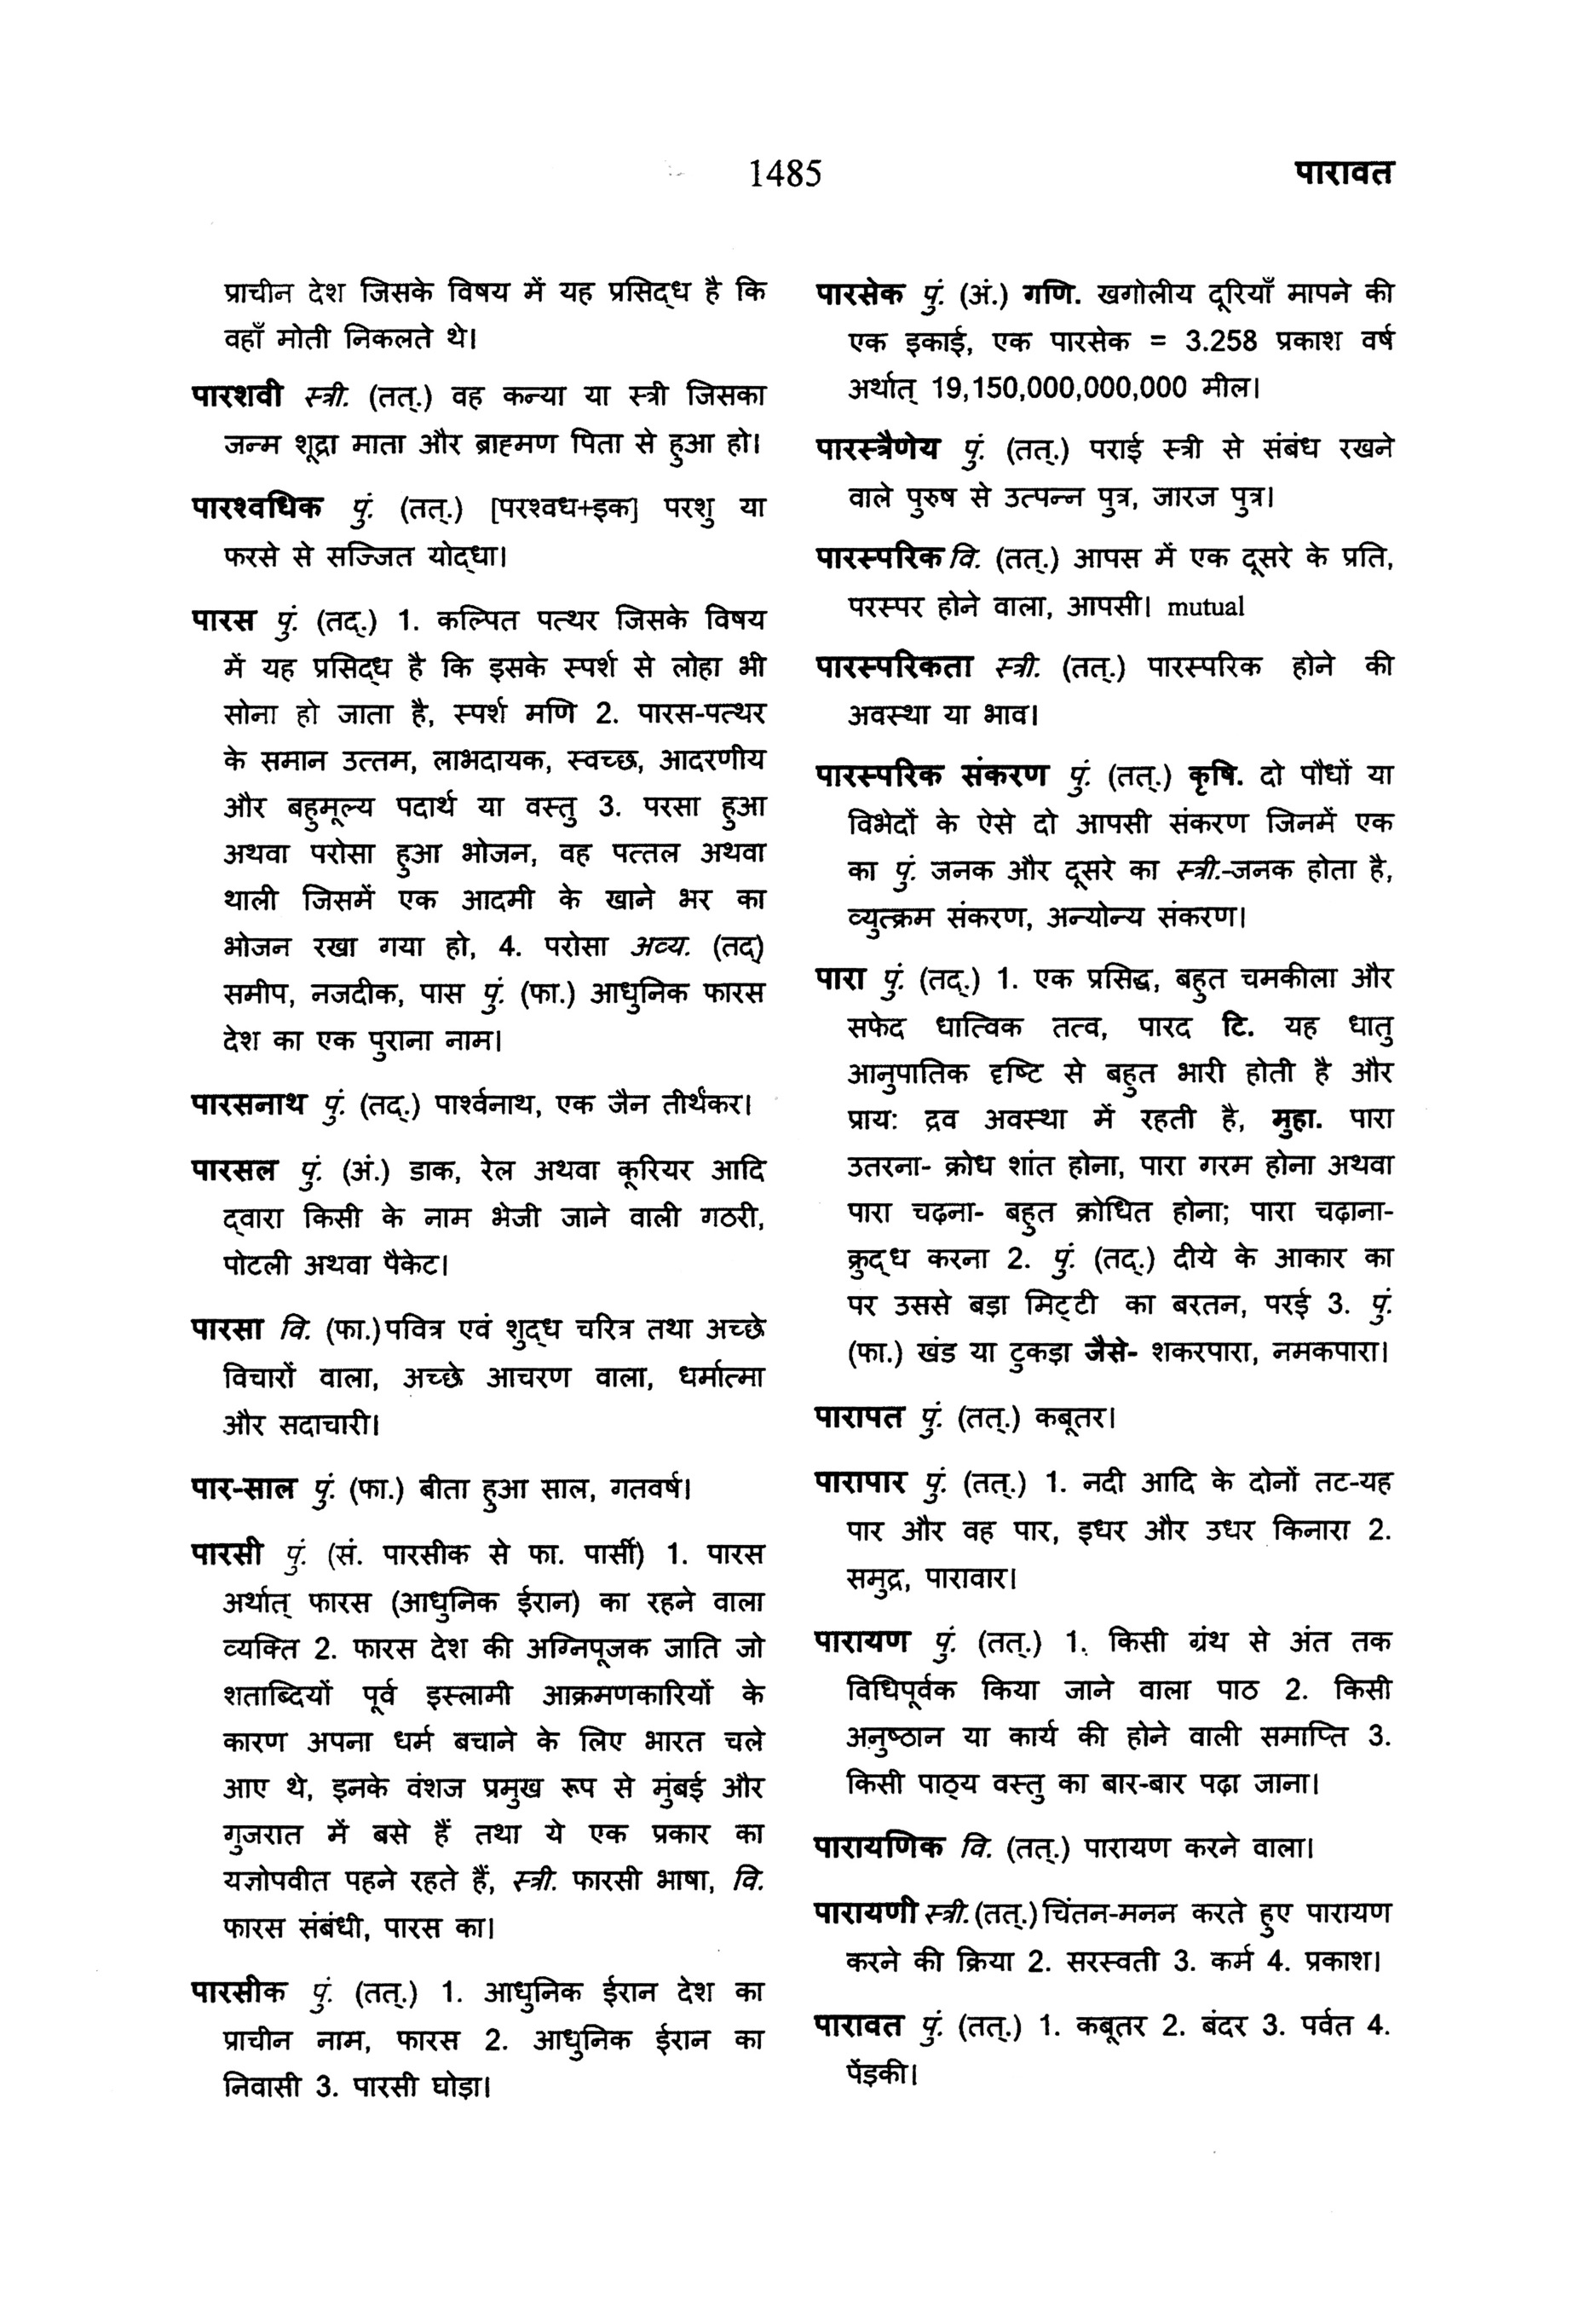 1485
पारावत
प्राचीन देश जिसके विषय में यह प्रसिद्ध है कि
वहाँ मोती निकलते थे।
पारशवी स्त्री. (तत्.) वह कन्या या स्त्री जिसका
जन्म शूद्रा माता और ब्राह्मण पिता से हुआ हो।
पारश्वधिक पुं. (तत्.) [परश्वध+इक] परशु या
फरसे से सज्जित योद्धा।
पारस पुं. (तद्.) 1. कल्पित पत्थर जिसके विषय
में यह प्रसिद्ध है कि इसके स्पर्श से लोहा भी
सोना हो जाता है, स्पर्श मणि 2. पारस-पत्थर
के समान उत्तम, लाभदायक, स्वच्छ, आदरणीय
और बहुमूल्य पदार्थ या वस्तु 3. परसा हुआ
अथवा परोसा हुआ भोजन, वह पत्तल अथवा
थाली जिसमें एक आदमी के खाने भर का
भोजन रखा गया हो, 4. परोसा अव्य. (तद्)
समीप, नजदीक, पास पुं. (फा.) आधुनिक फारस
देश का एक पुराना नाम।
पारसनाथ पुं. (तद्.) पार्श्वनाथ, एक जैन तीर्थंकर।
पारसल पुं. (अं.) डाक, रेल अथवा कूरियर आदि
द्वारा किसी के नाम भेजी जाने वाली गठरी,
पोटली अथवा पैकेट।
पारसा वि. (फा.) पवित्र एवं शुद्ध चरित्र तथा अच्छे
विचारों वाला, अच्छे आचरण वाला, धर्मात्मा
और सदाचारी।
पार-साल पुं. (फा.) बीता हुआ साल, गतवर्ष।
पारसी पुं. (सं. पारसीक से फा. पार्सी) 1. पारस
अर्थात् फारस (आधुनिक ईरान) का रहने वाला
व्यक्ति 2. फारस देश की अग्निपूजक जाति जो
शताब्दियों पूर्व इस्लामी आक्रमणकारियों के
कारण अपना धर्म बचाने के लिए भारत चले
आए थे, इनके वंशज प्रमुख रूप से मुंबई और
गुजरात में बसे हैं तथा ये एक प्रकार का
यज्ञोपवीत पहने रहते हैं, स्त्री. फारसी भाषा, वि.
फारस संबंधी, पारस का।
पारसीक पुं. (तत्.) 1. आधुनिक ईरान देश का
प्राचीन नाम, फारस 2. आधुनिक ईरान का
निवासी 3. पारसी घोड़ा।
पारसेक पुं. (अं.) गणि. खगोलीय दूरियाँ मापने की
एक इकाई, एक पारसेक = 3.258 प्रकाश वर्ष
अर्थात् 19,150,000,000,000 मील।
पारस्त्रैणेय पुं. (तत्.) पराई स्त्री से संबंध रखने
वाले पुरुष से उत्पन्न पुत्र, जारज पुत्र।
पारस्परिक वि. (तत्.) आपस में एक दूसरे के प्रति,
परस्पर होने वाला, आपसी। mutual
पारस्परिकता स्त्री. (तत्.) पारस्परिक होने की
अवस्था या भाव।
पारस्परिक संकरण पुं. (तत्.) कृषि. दो पौधों या
विभेदों के ऐसे दो आपसी संकरण जिनमें एक
का पुं. जनक और दूसरे का स्त्री.-जनक होता है,
व्युत्क्रम संकरण, अन्योन्य संकरण।
पारा पुं. (तद्.) 1. एक प्रसिद्ध, बहुत चमकीला और
सफेद धात्विक तत्व, पारद टि. यह धातु
आनुपातिक दृष्टि से बहुत भारी होती है और
प्राय: द्रव अवस्था में रहती है, मुहा. पारा
उतरना- क्रोध शांत होना, पारा गरम होना अथवा
पारा चढ़ना- बहुत क्रोधित होना; पारा चढ़ाना-
क्रुद्ध करना 2. पुं. (तद्.) दीये के आकार का
पर उससे बड़ा मिट्टी का बरतन, परई 3. पुं.
(फा.) खंड या टुकड़ा जैसे- शकरपारा, नमकपारा।
पारापत पुं. (तत्.) कबूतर।
पारापार पुं. (तत्.) 1. नदी आदि के दोनों तट-यह
पार और वह पार, इधर और उधर किनारा 2.
समुद्र, पारावार।
पारायण पुं. (तत्.) 1. किसी ग्रंथ से अंत तक
विधिपूर्वक किया जाने वाला पाठ 2. किसी
अनुष्ठान या कार्य की होने वाली समाप्ति 3.
किसी पाठ्य वस्तु का बार-बार पढ़ा जाना।
पारायणिक वि. (तत्.) पारायण करने वाला।
पारायणी स्त्री. (तत्.) चिंतन-मनन करते हुए पारायण
करने की क्रिया 2. सरस्वती 3. कर्म 4. प्रकाश।
पारावत पुं. (तत्.) 1. कबूतर 2. बंदर 3. पर्वत 4.
पेंड़की।